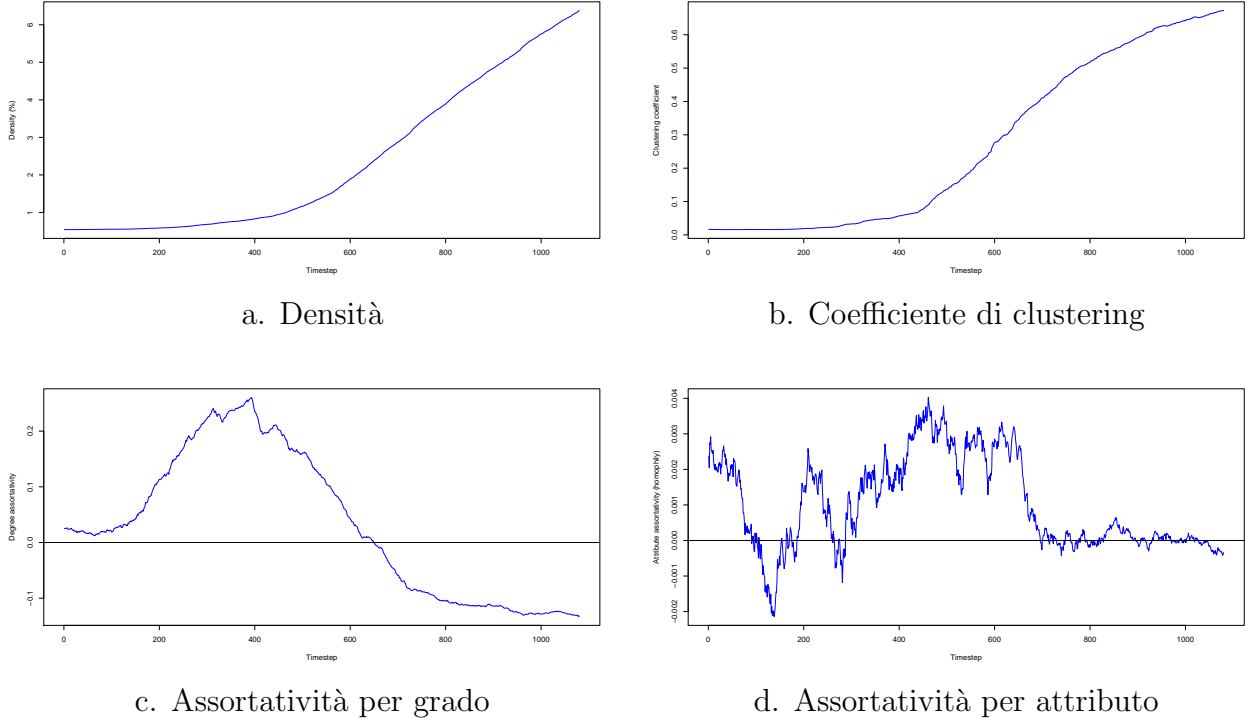 Density (%)
1 2 3 4 5 6
0 200 400 600 800 1000
Timestep
a. Densità
Clustering coefficient
0.0 0.1 0.2 0.3 0.4 0.5 0.6
0 200 400 600 800 1000
Timestep
b. Coefficiente di clustering
Degree assortativity
−0.1 0.0 0.1 0.2
0 200 400 600 800 1000
Timestep
c. Assortatività per grado
Attribute assortativity (homophily)
−0.002 −0.001 0.000 0.001 0.002 0.003 0.004
0 200 400 600 800 1000
Timestep
d. Assortatività per attributo